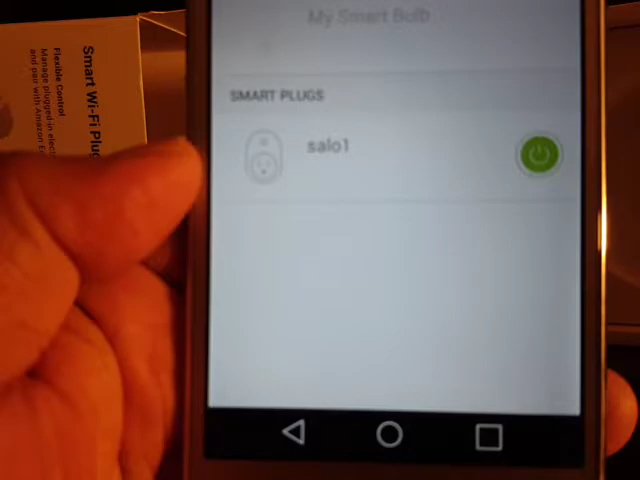 My Smart Bulb
SMART PLUGS
salo1
Smart Wi-Fi Plug
Flexible Control
Manage plugged-in elect
and pair with Amazon E